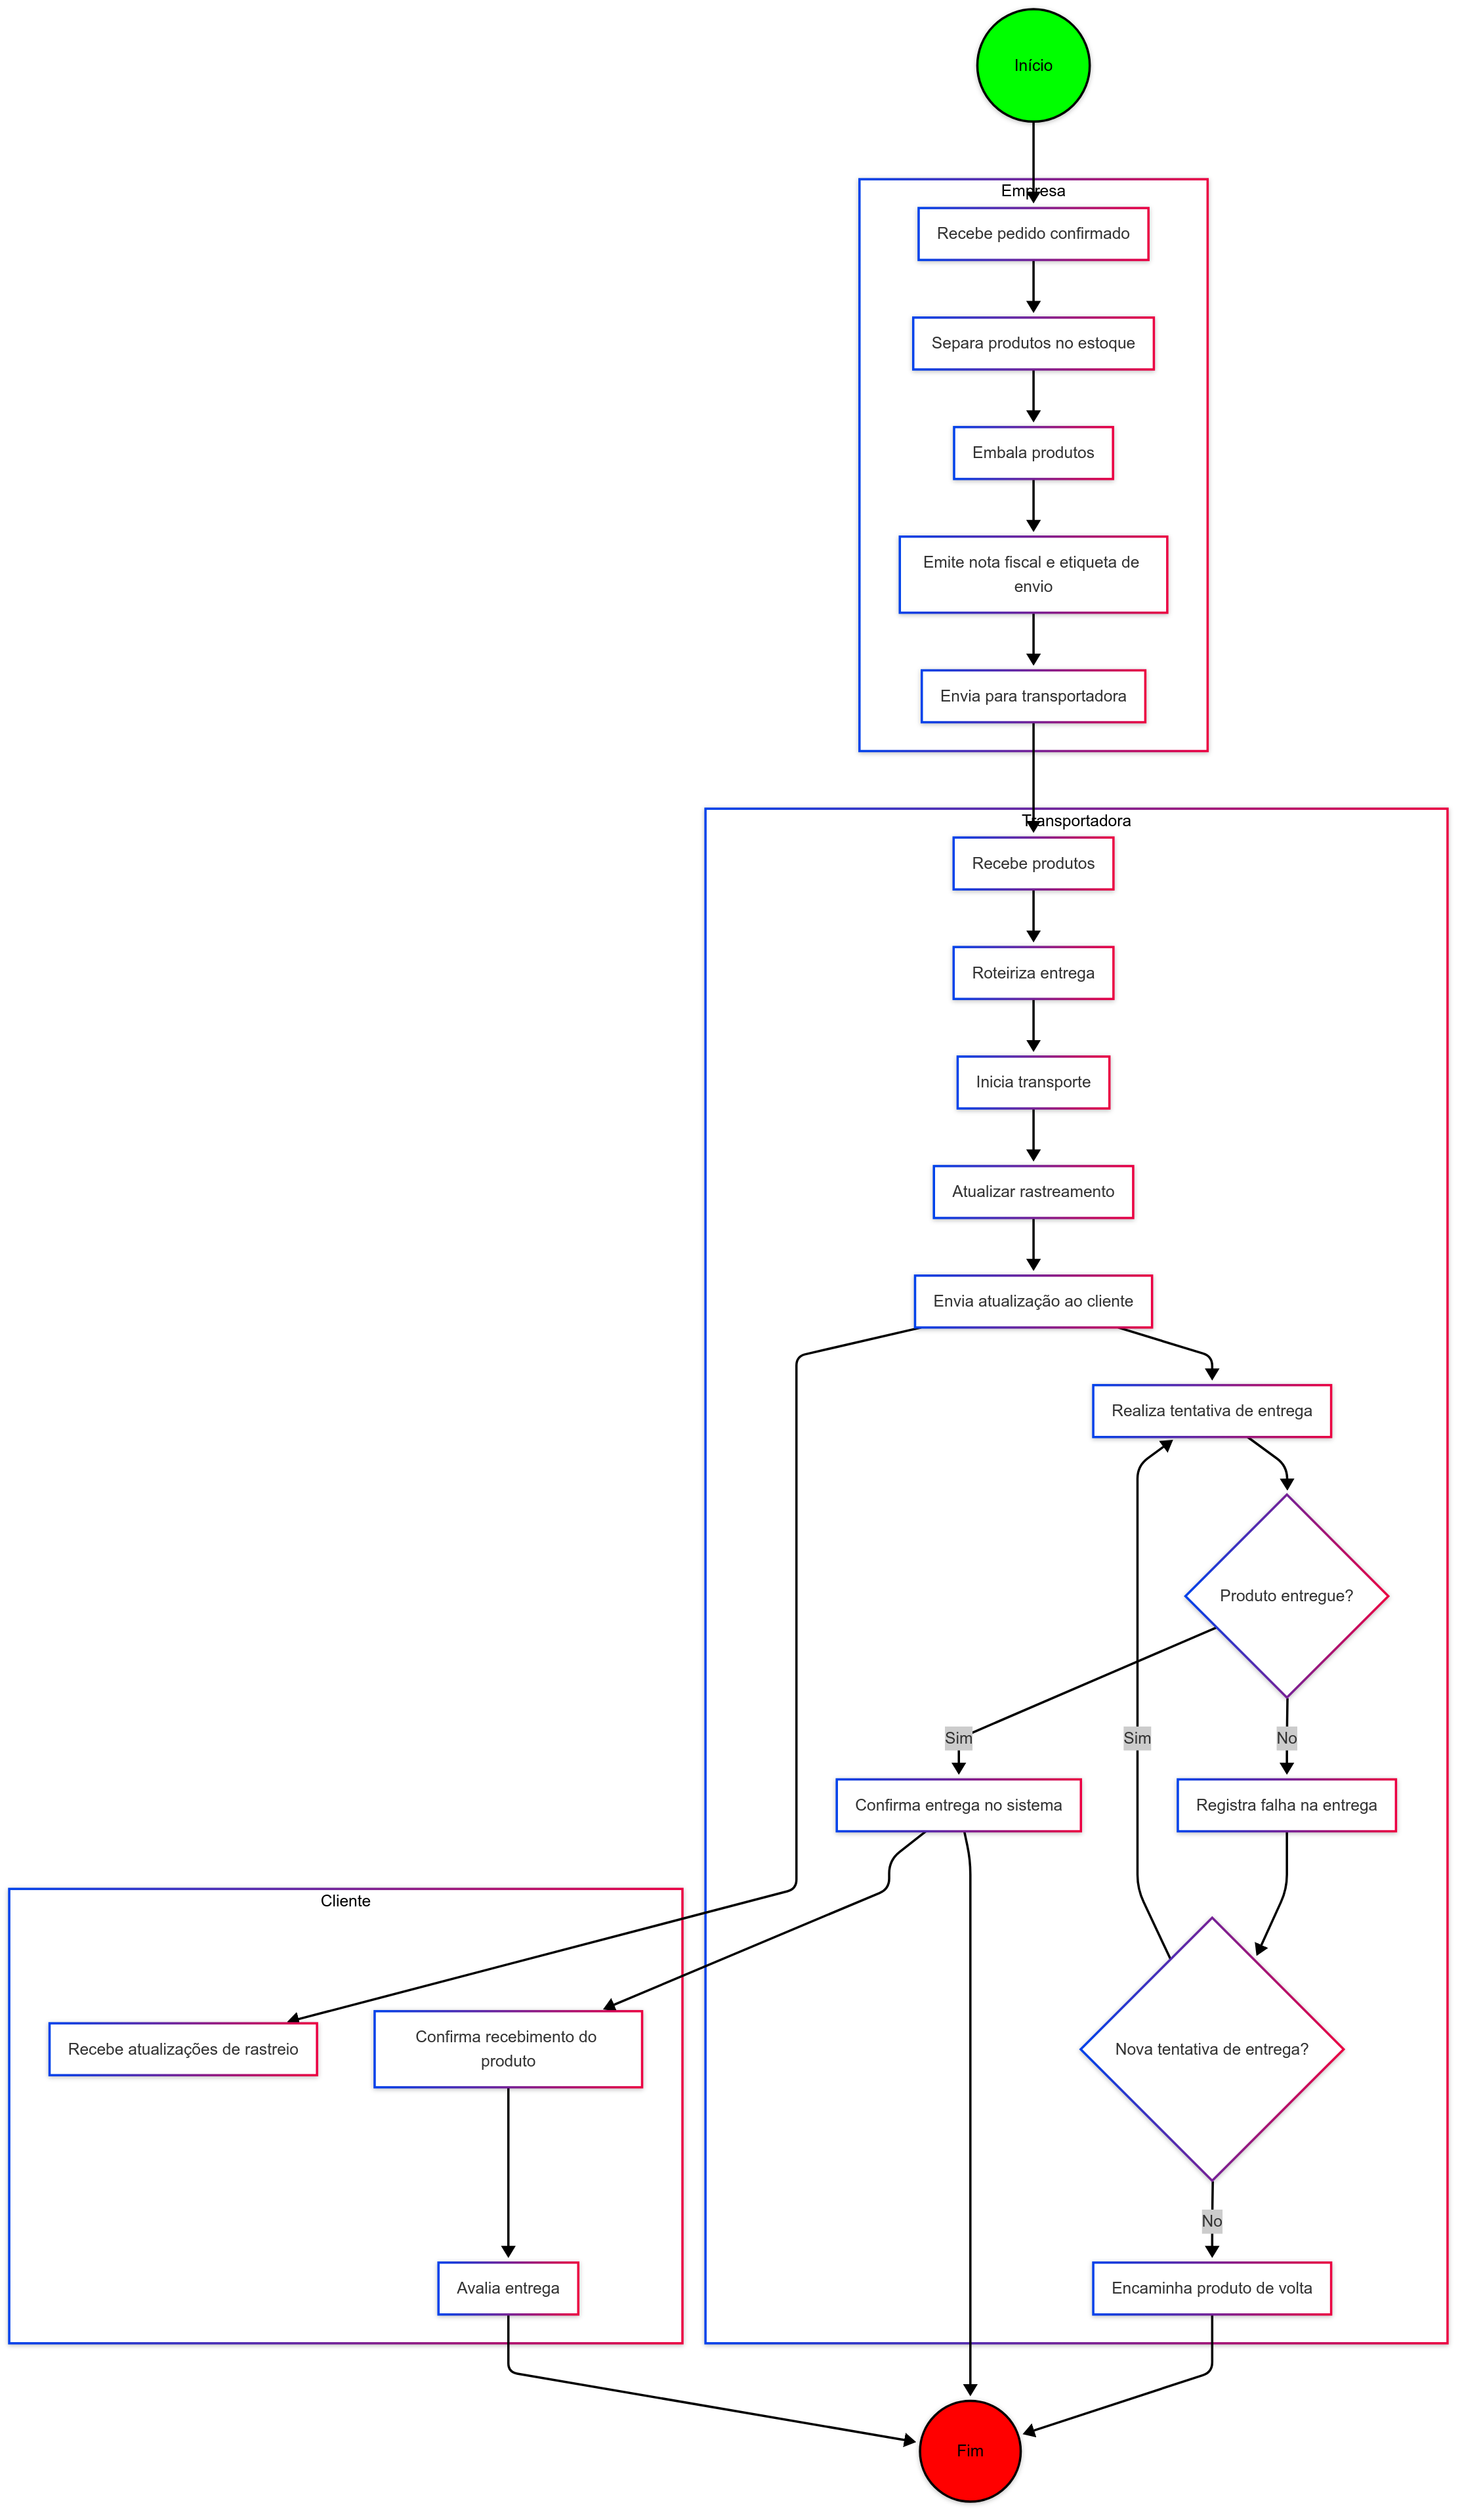 Início
Empresa
Recebe pedido confirmado
Separa produtos no estoque
Embala produtos
Emite nota fiscal e etiqueta de
envio
Envia para transportadora
Transportadora
Recebe produtos
Roteiriza entrega
Inicia transporte
Atualizar rastreamento
Envia atualização ao cliente
Realiza tentativa de entrega
Produto entregue?
Sim
Sim
No
Confirma entrega no sistema
Registra falha na entrega
Cliente
Recebe atualizações de rastreio
Confirma recebimento do
produto
Nova tentativa de entrega?
No
Avalia entrega
Encaminha produto de volta
Fim